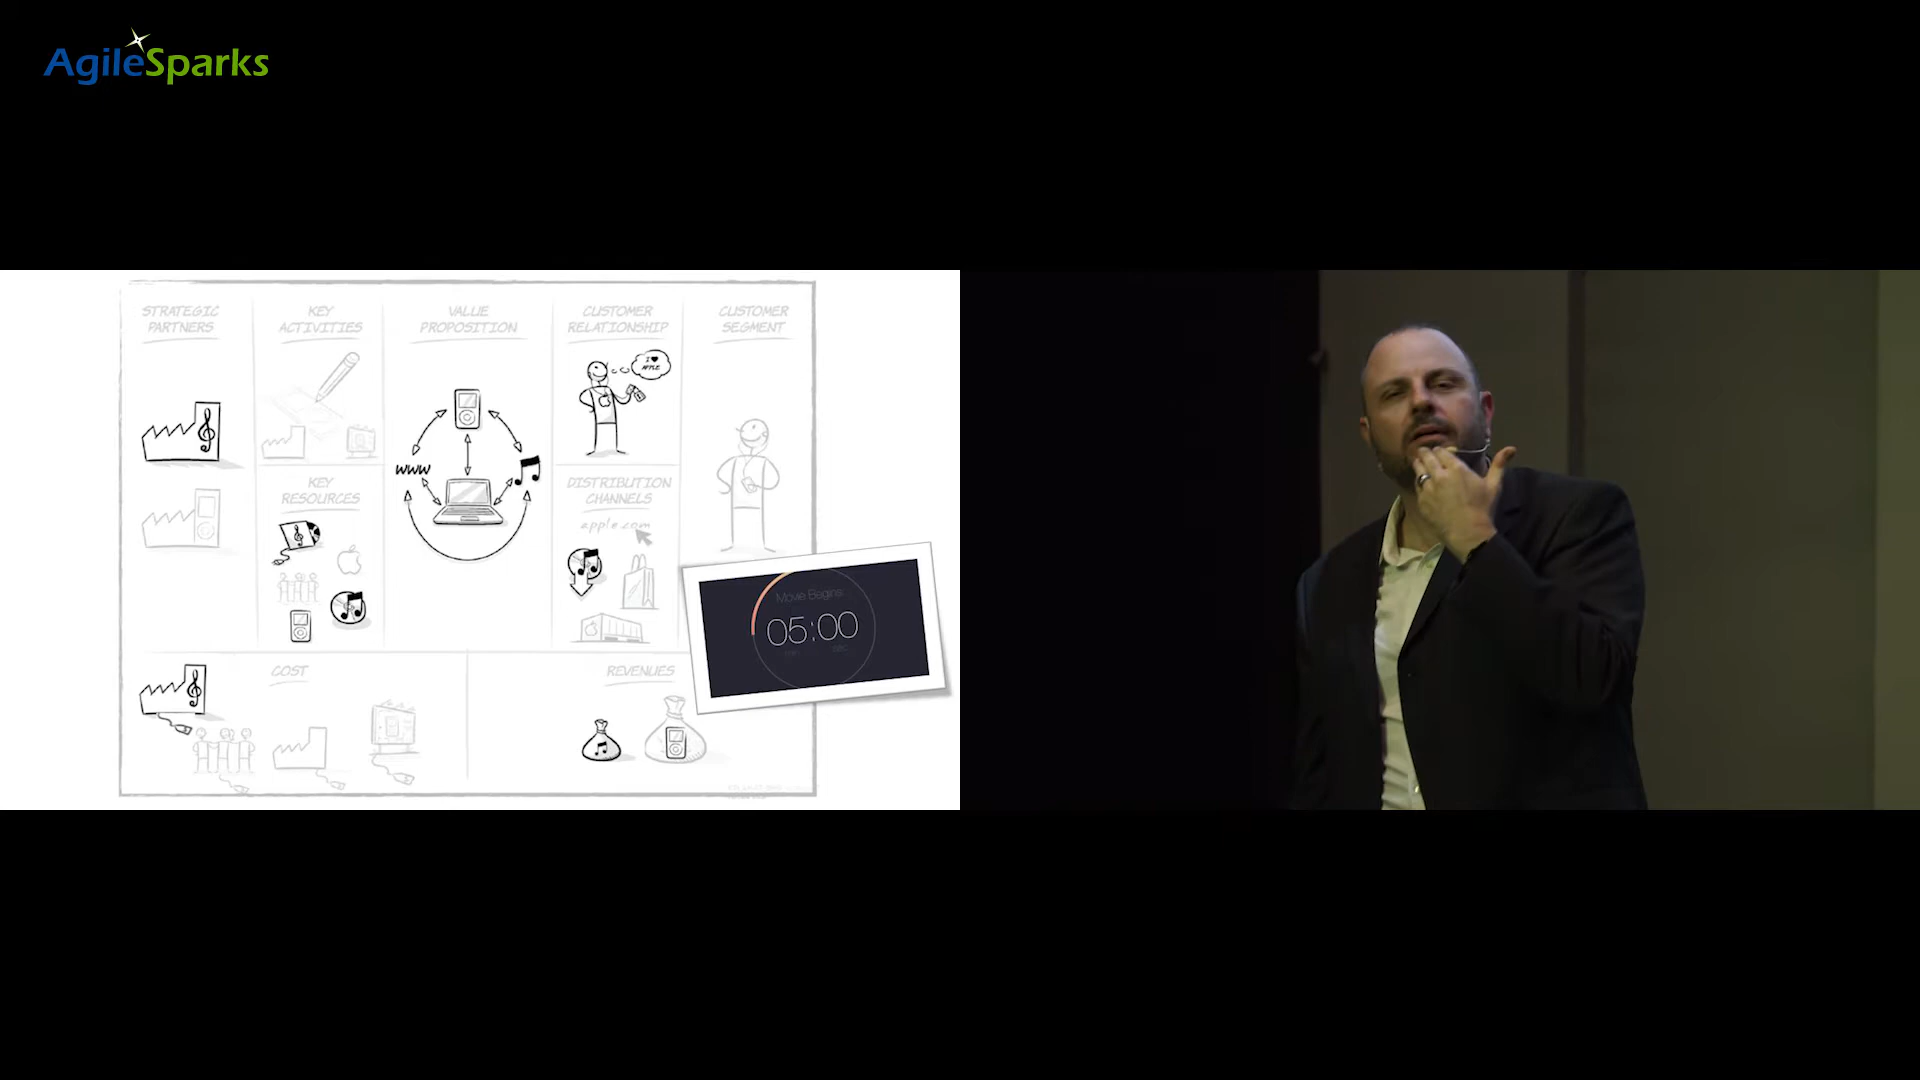 AgileSparks
STRATEGIC
PARTNERS
KEY
ACTIVITIES
VALUE
PROPOSITION
CUSTOMER
RELATIONSHIP
CUSTOMER
SEGMENT
I ♥
APPLE
WWW
KEY
RESOURCES
DISTRIBUTION
CHANNELS
apple.com
Movie Begins
05:00
COST
REVENUES